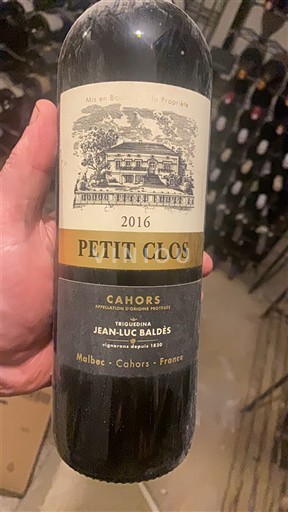 Mis en Bouteille à la Propriété
2016
PETIT CLOS
VINTED
CAHORS
APPELLATION D'ORIGINE PROTÉGÉE
TRIGUEDINA
JEAN-LUC BALDÈS
vignerons depuis 1830
Malbec - Cahors - France